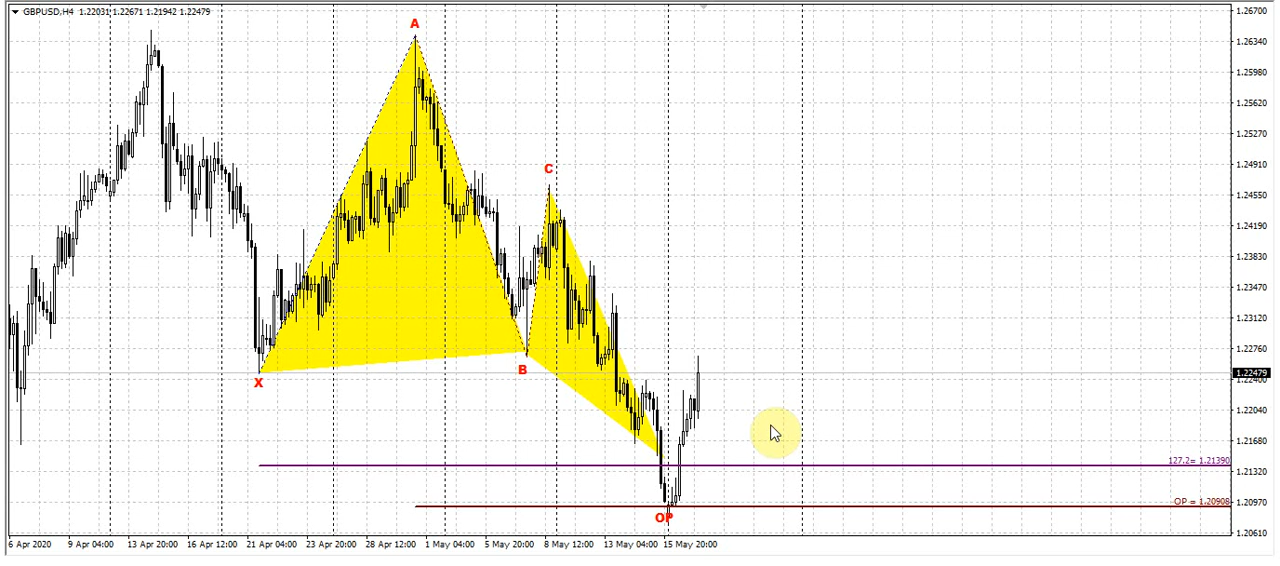 GBPUSD,H4 1.22031 1.22671 1.21942 1.22479
1.26700
A
1.26340
1.25980
1.25620
1.25270
C
1.24910
1.24550
1.24190
1.23830
1.23470
1.23120
1.22760
B
X
1.22479
1.22400
1.22040
1.21680
127.2= 1.21390
1.21320
OP = 1.20908
1.20970
OP
1.20610
6 Apr 2020 9 Apr 04:00 13 Apr 20:00 16 Apr 12:00 21 Apr 04:00 23 Apr 20:00 28 Apr 12:00 1 May 04:00 5 May 20:00 8 May 12:00 13 May 04:00 15 May 20:00